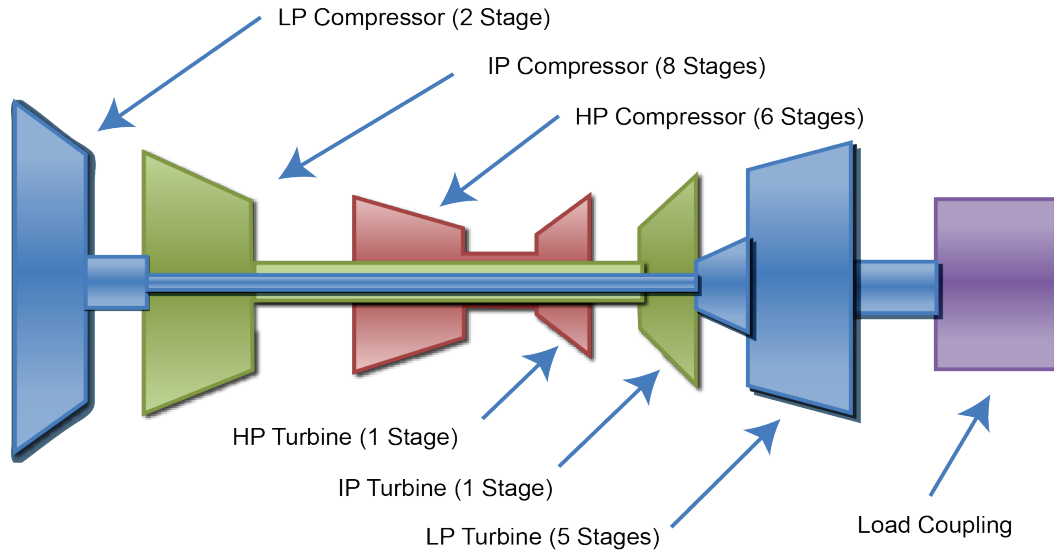 LP Compressor (2 Stage)
IP Compressor (8 Stages)
HP Compressor (6 Stages)
HP Turbine (1 Stage)
IP Turbine (1 Stage)
LP Turbine (5 Stages)
Load Coupling